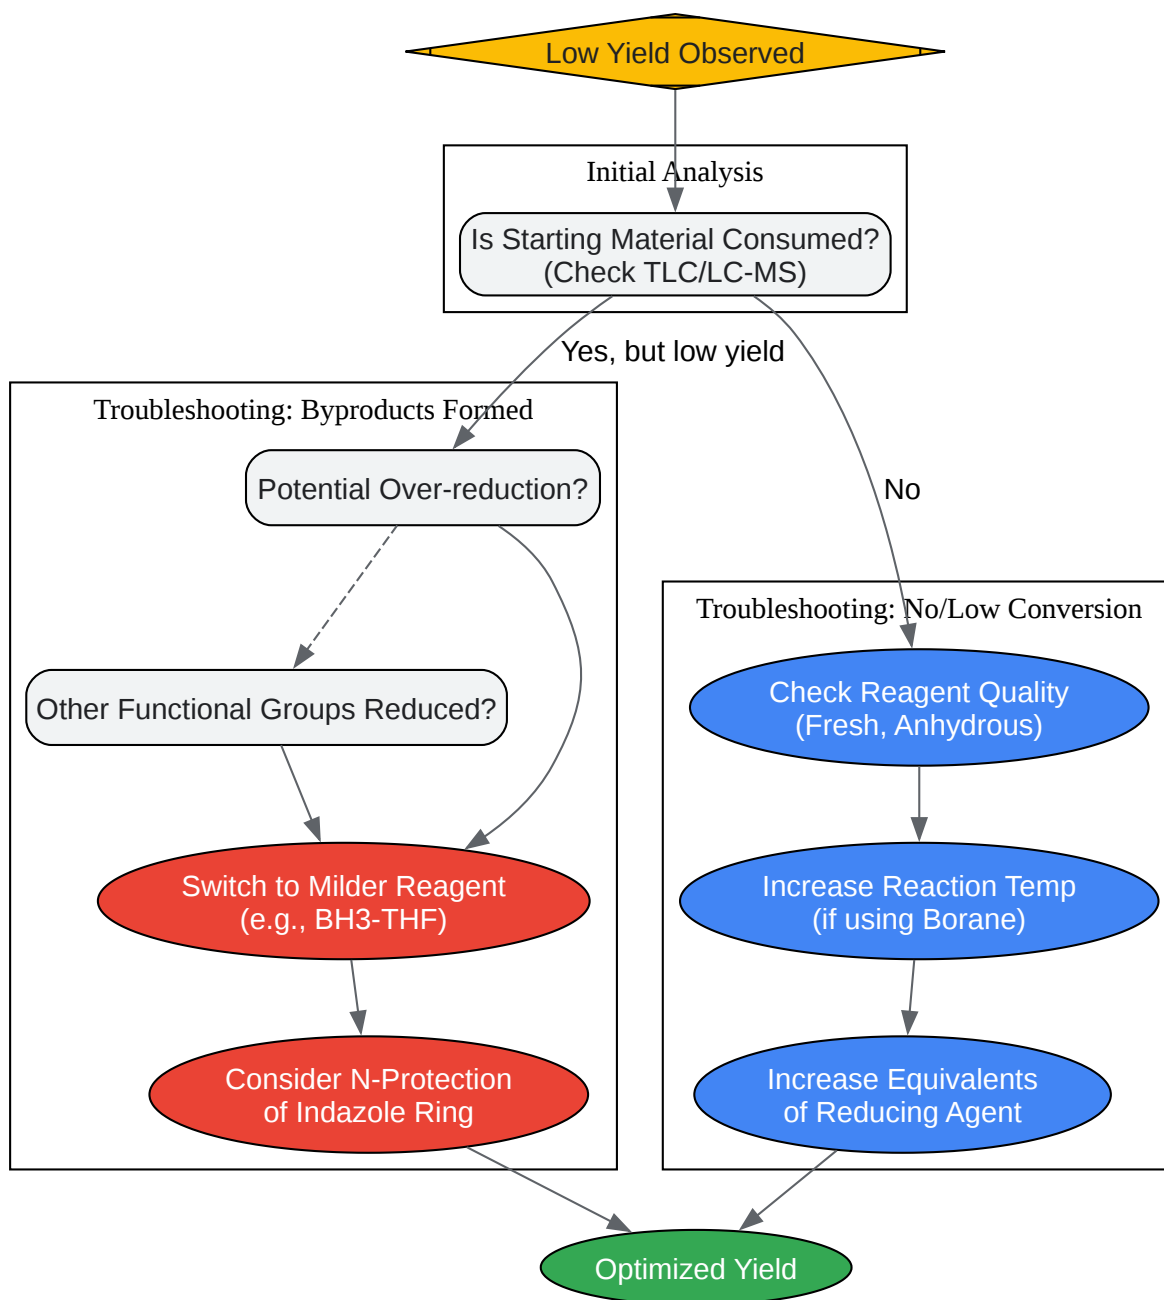 Low Yield Observed
Initial Analysis
Is Starting Material Consumed?
(Check TLC/LC-MS)
Yes, but low yield
No
Troubleshooting: Byproducts Formed
Potential Over-reduction?
Other Functional Groups Reduced?
Switch to Milder Reagent
(e.g., BH3-THF)
Consider N-Protection
of Indazole Ring
Troubleshooting: No/Low Conversion
Check Reagent Quality
(Fresh, Anhydrous)
Increase Reaction Temp
(if using Borane)
Increase Equivalents
of Reducing Agent
Optimized Yield